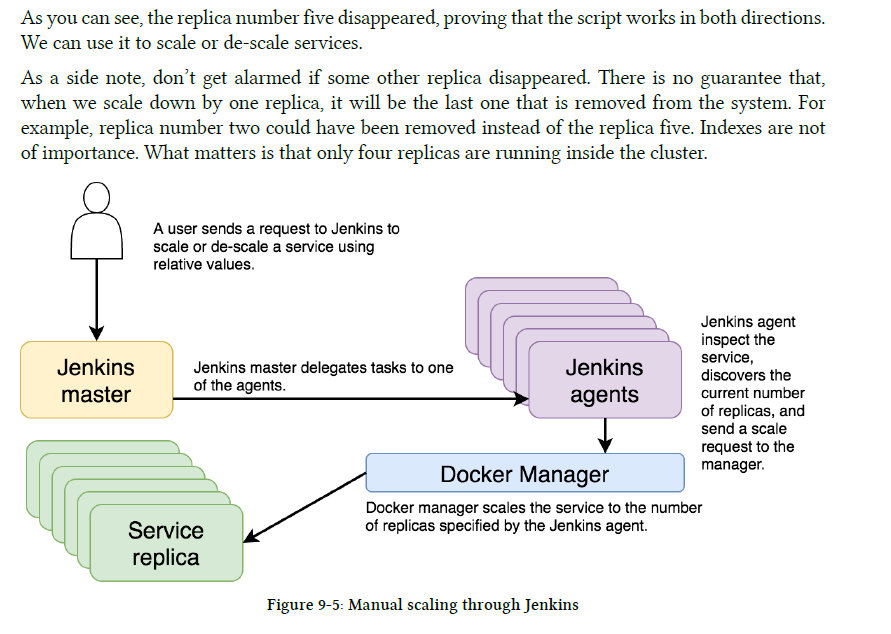 As you can see, the replica number five disappeared, proving that the script works in both directions.
We can use it to scale or de-scale services.
As a side note, don’t get alarmed if some other replica disappeared. There is no guarantee that,
when we scale down by one replica, it will be the last one that is removed from the system. For
example, replica number two could have been removed instead of the replica five. Indexes are not
of importance. What matters is that only four replicas are running inside the cluster.
A user sends a request to Jenkins to
scale or de-scale a service using
relative values.
Jenkins
master
Jenkins master delegates tasks to one
of the agents.
Jenkins
agents
Jenkins agent
inspect the
service,
discovers the
current number
of replicas, and
send a scale
request to the
manager.
Docker Manager
Docker manager scales the service to the number
of replicas specified by the Jenkins agent.
Service
replica
Figure 9-5: Manual scaling through Jenkins